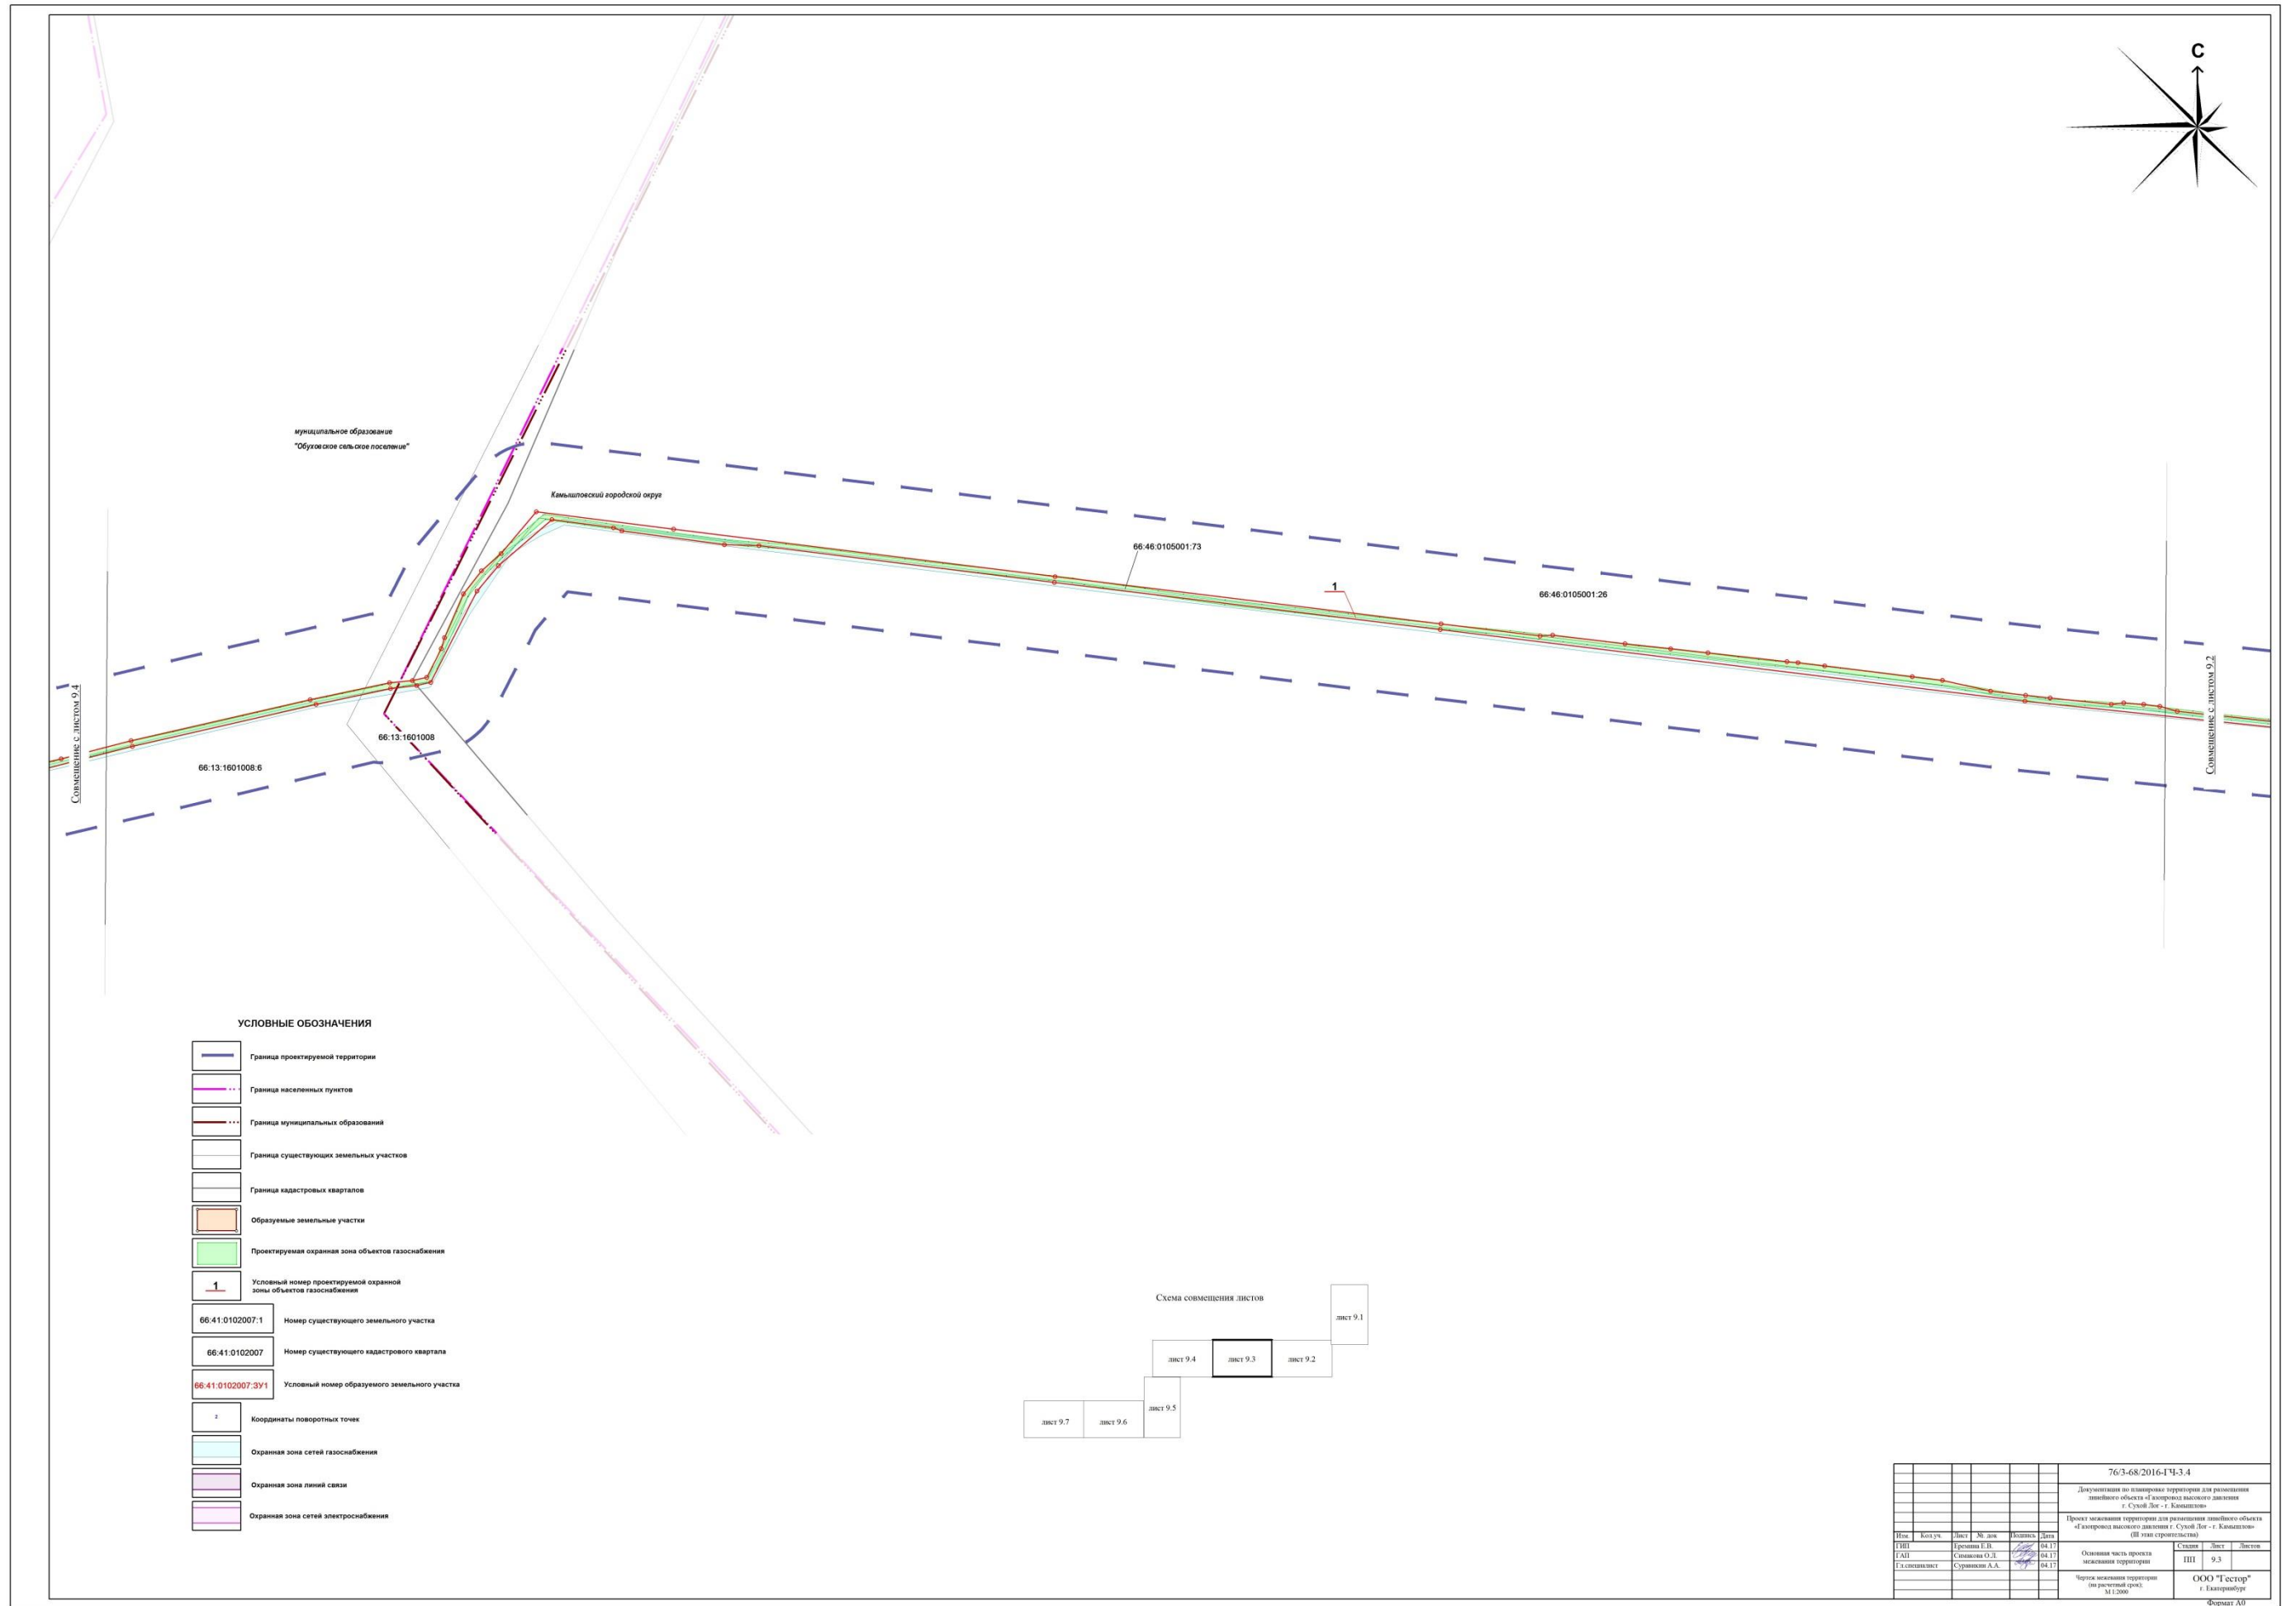 С
муниципальное образование
"Обуховское сельское поселение"
Камышловский городской округ
66:46:0105001:73
1
66:46:0105001:26
Совмещение с листом 9.4
Совмещение с листом 9.2
66:13:1601008
66:13:1601008:6
УСЛОВНЫЕ ОБОЗНАЧЕНИЯ
Граница проектируемой территории
Граница населенных пунктов
Граница муниципальных образований
Граница существующих земельных участков
Граница кадастровых кварталов
Образуемые земельные участки
Проектируемая охранная зона объектов газоснабжения
1
Условный номер проектируемой охранной
зоны объектов газоснабжения
66:41:0102007:1 Номер существующего земельного участка
66:41:0102007 Номер существующего кадастрового квартала
66:41:0102007:ЗУ1 Условный номер образуемого земельного участка
2 Координаты поворотных точек
Охранная зона сетей газоснабжения
Охранная зона линий связи
Охранная зона сетей электроснабжения
Схема совмещения листов
лист 9.1
лист 9.4 лист 9.3 лист 9.2
лист 9.5
лист 9.7 лист 9.6
76/3-68/2016-ГЧ-3.4
Документация по планировке территории для размещения
линейного объекта «Газопровод высокого давления
г. Сухой Лог - г. Камышлов»
Проект межевания территории для размещения линейного объекта
«Газопровод высокого давления г. Сухой Лог - г. Камышлов»
(III этап строительства)
Изм. Кол.уч. Лист №. док Подпись Дата
ГИП Еремина Е.В. 04.17
ГАП Симакова О.Л. 04.17
Гл.специалист Сурнинин А.А. 04.17
Основная часть проекта
межевания территории
Стадия Лист Листов
ПП 9.3
Чертеж межевания территории
(на расчетный срок);
М 1:2000
ООО "Гестор"
г. Екатеринбург
Формат А0